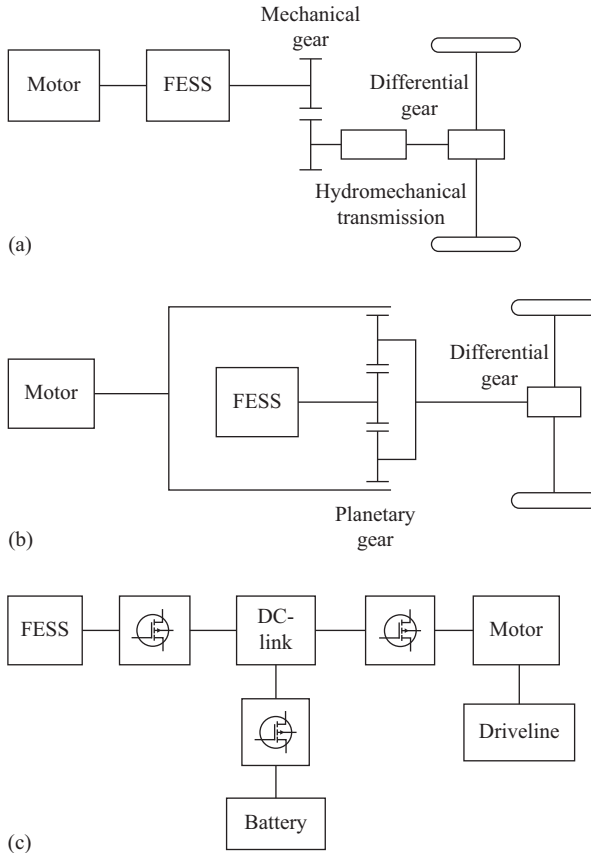 Mechanical
gear
Motor
FESS
Differential
gear
Hydromechanical
transmission
(a)
Motor
FESS
Differential
gear
Planetary
gear
(b)
FESS
DC-
link
Motor
Driveline
Battery
(c)